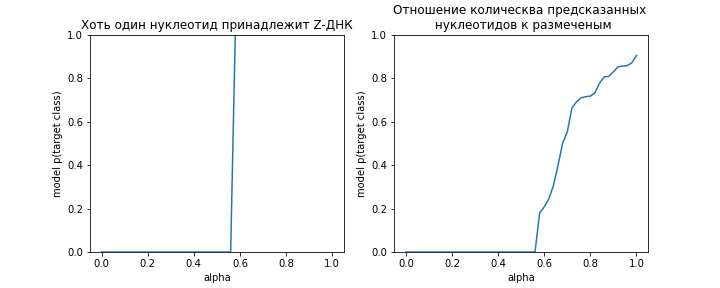 Хоть один нуклеотид принадлежит Z-ДНК
model p(target class)
1.0
0.8
0.6
0.4
0.2
0.0
0.0 0.2 0.4 0.6 0.8 1.0
alpha
Отношение колическва предсказанных
нуклеотидов к размеченым
model p(target class)
1.0
0.8
0.6
0.4
0.2
0.0
0.0 0.2 0.4 0.6 0.8 1.0
alpha